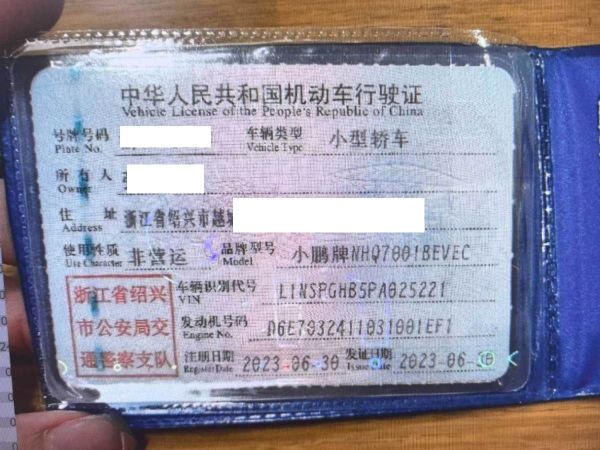 中华人民共和国机动车行驶证
Vehicle License of the People's Republic of China
号牌号码 车辆类型 小型轿车
Plate No. Vehicle Type
所有人
Owner
住址 浙江省绍兴市越
Address
使用性质 非营运 品牌型号 小鹏牌NHQ7001BEVEC
Use Character Model
浙江省绍兴
市公安局交
通警察支队
车辆识别代号 L1NSPGHB5PA025221
VIN
发动机号码 D6E7932411031001EF1
Engine No.
注册日期 2023-06-30 发证日期 2023-06-30
Register Date Issue Date